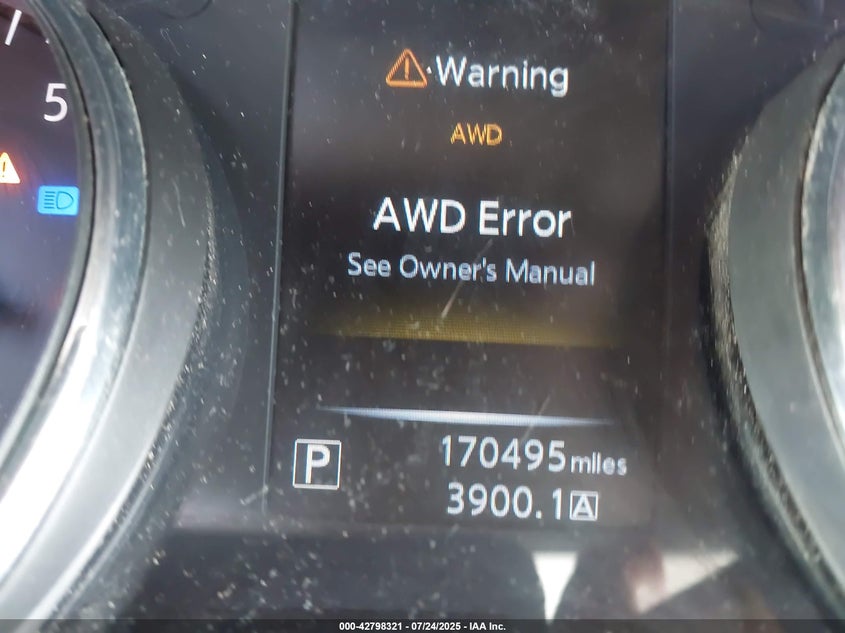 5
Warning
AWD
AWD Error
See Owner's Manual
P
170495 miles
3900.1 A
000-42798321 - 07/24/2025 - IAA Inc.